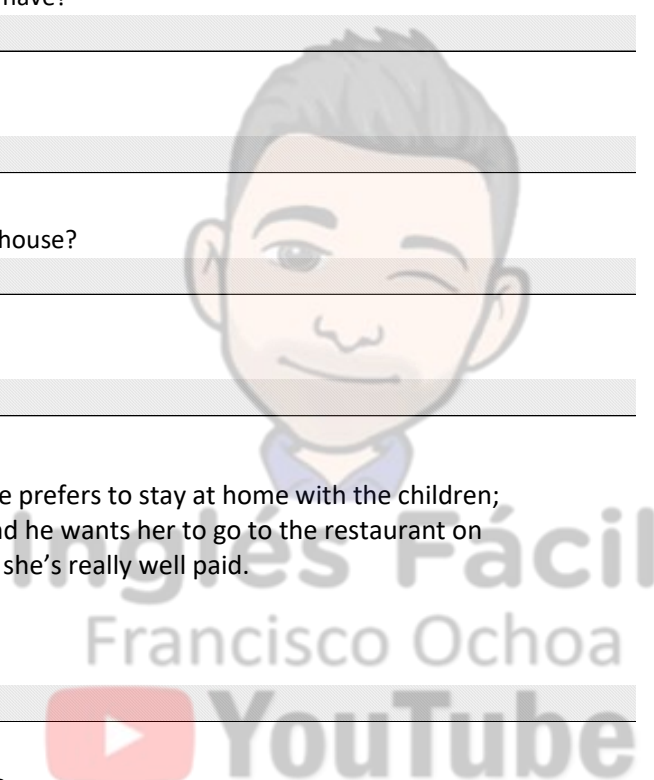 have?
house?
e prefers to stay at home with the children;
nd he wants her to go to the restaurant on
she's really well paid.
Inglés Fácil
Francisco Ochoa
YouTube